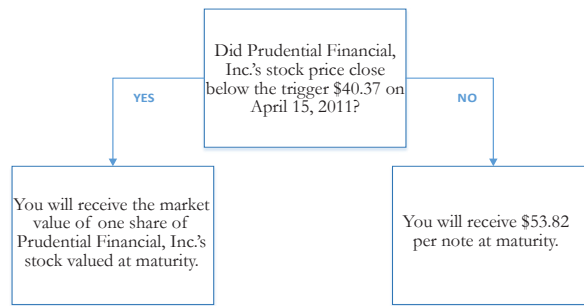 Did Prudential Financial,
Inc.'s stock price close
below the trigger $40.37 on
April 15, 2011?
YES
NO
You will receive the market
value of one share of
Prudential Financial, Inc.'s
stock valued at maturity.
You will receive $53.82
per note at maturity.